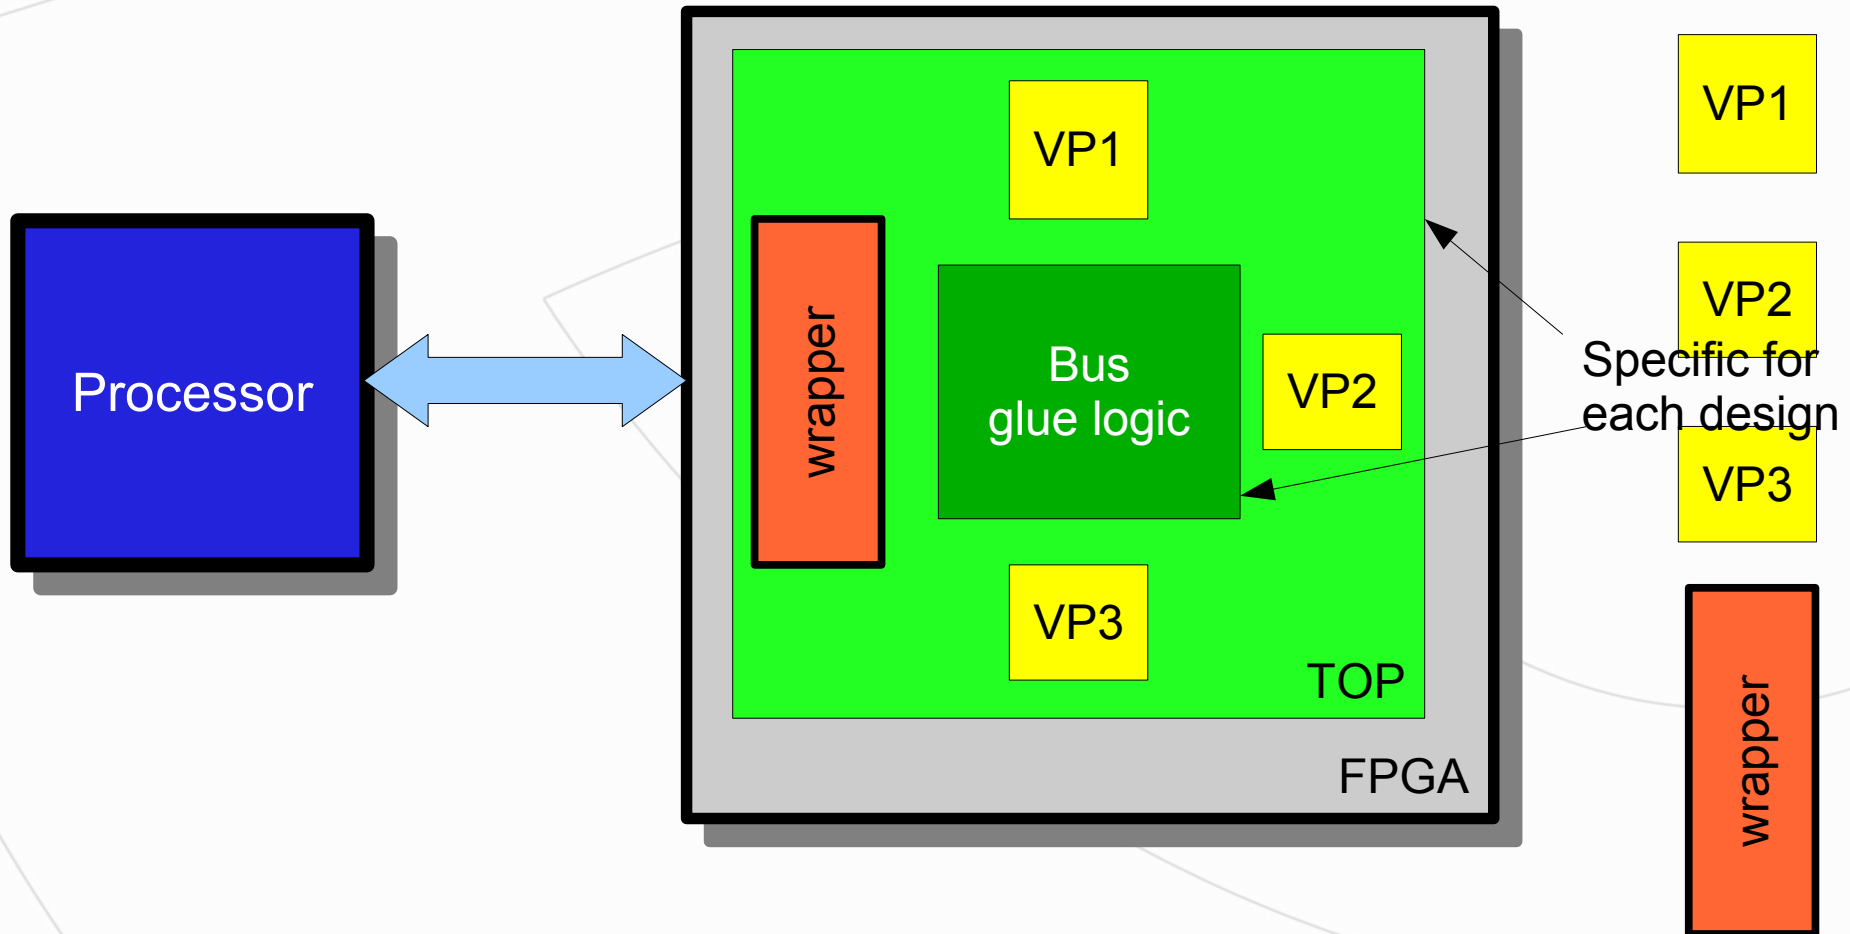 Processor
wrapper
VP1
Bus
glue logic
VP2
VP3
TOP
FPGA
VP1
VP2
Specific for
each design
VP3
wrapper